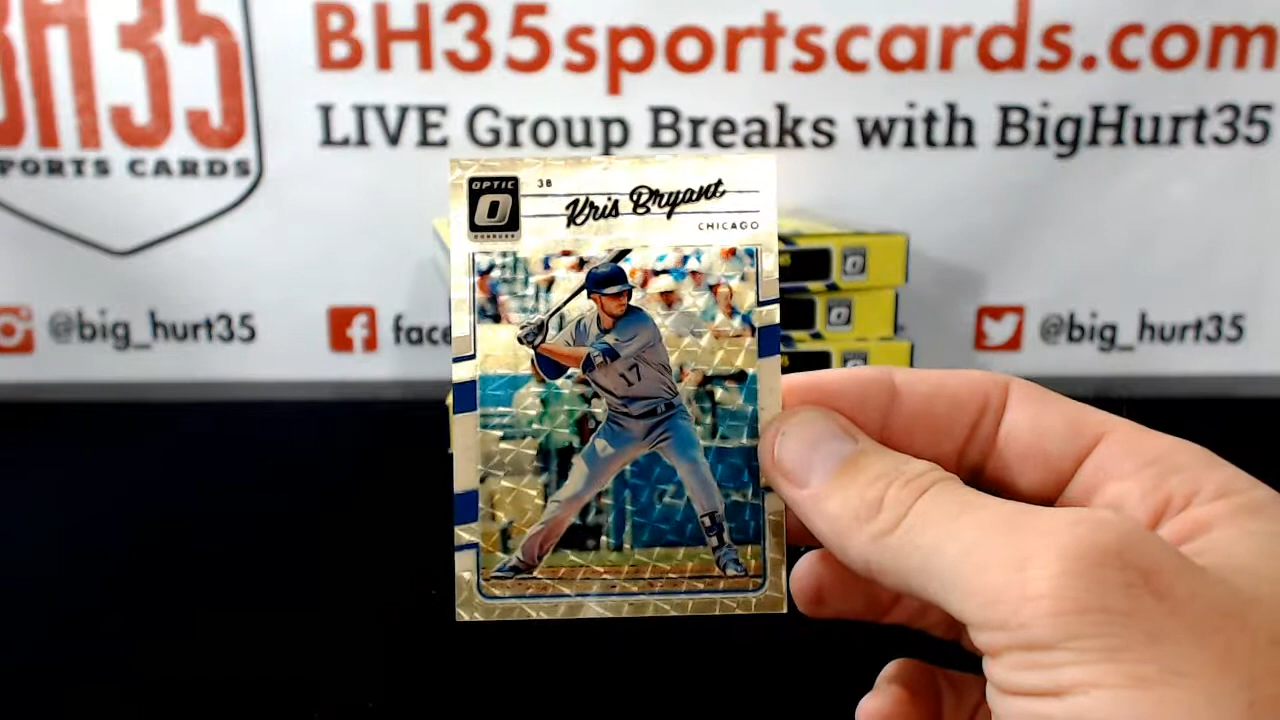 BH35
PORTS CARDS
BH35sportscards.com
LIVE Group Breaks with BigHurt35
@big_hurt35
face
@big_hurt35
OPTIC
O
DONRUSS
3B
Kris Bryant
CHICAGO
17